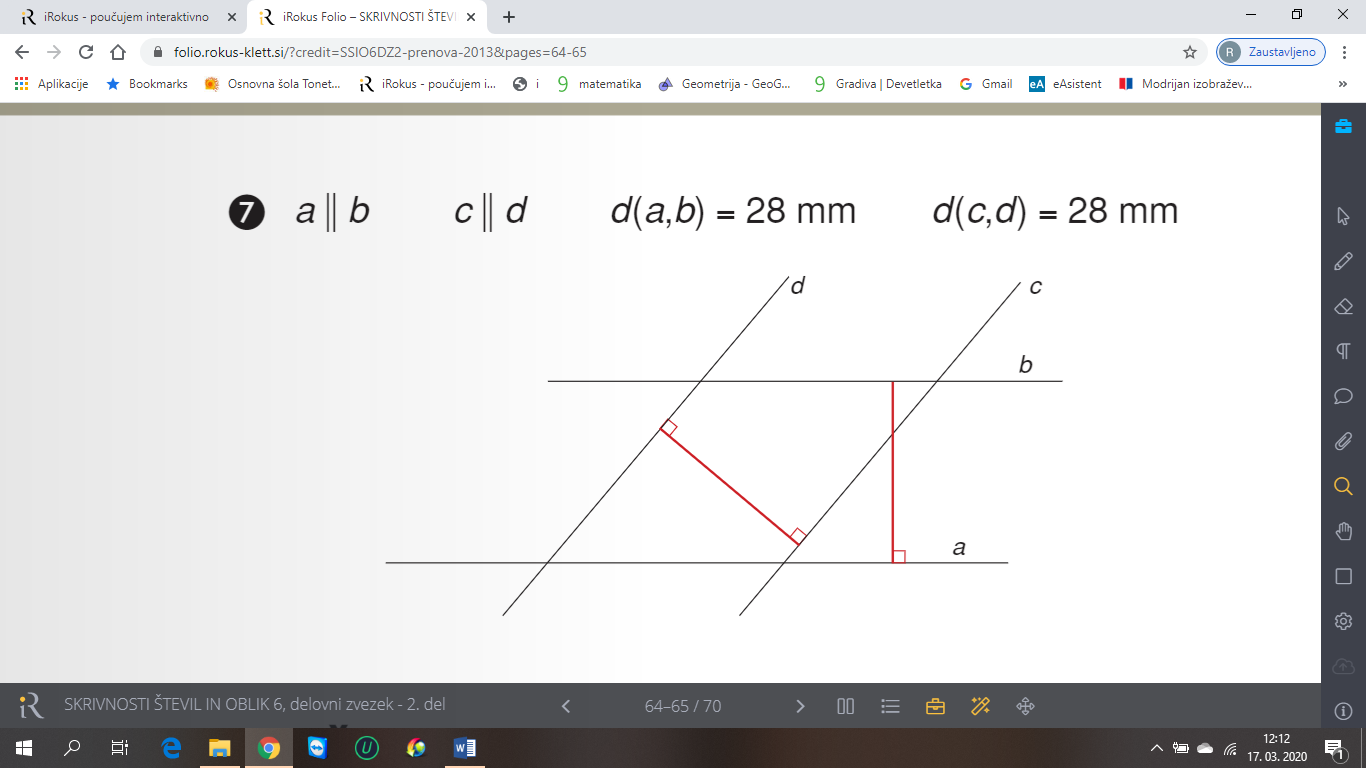 iRokus - poučujem interaktivno
iRokus Folio – SKRIVNOSTI ŠTEVI
folio.rokus-klett.si/?credit=SSIO6DZ2-prenova-2013&pages=64-65
R Zaustavljeno
Aplikacije Bookmarks Osnovna šola Tonet... iRokus - poučujem i... i matematika Geometrija - GeoG... Gradiva | Devetletka Gmail eAsistent Modrijan izobražev... »
7 a || b c || d d(a,b) = 28 mm d(c,d) = 28 mm
d
c
b
a
iR SKRIVNOSTI ŠTEVIL IN OBLIK 6, delovni zvezek - 2. del 64–65 / 70
12:12
17. 03. 2020
1